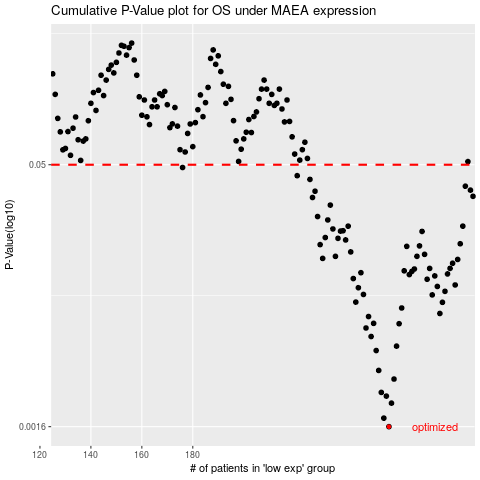 Cumulative P-Value plot for OS under MAEA expression
P-Value(log10)
0.05
0.0016
optimized
120 140 160 180
# of patients in 'low exp' group